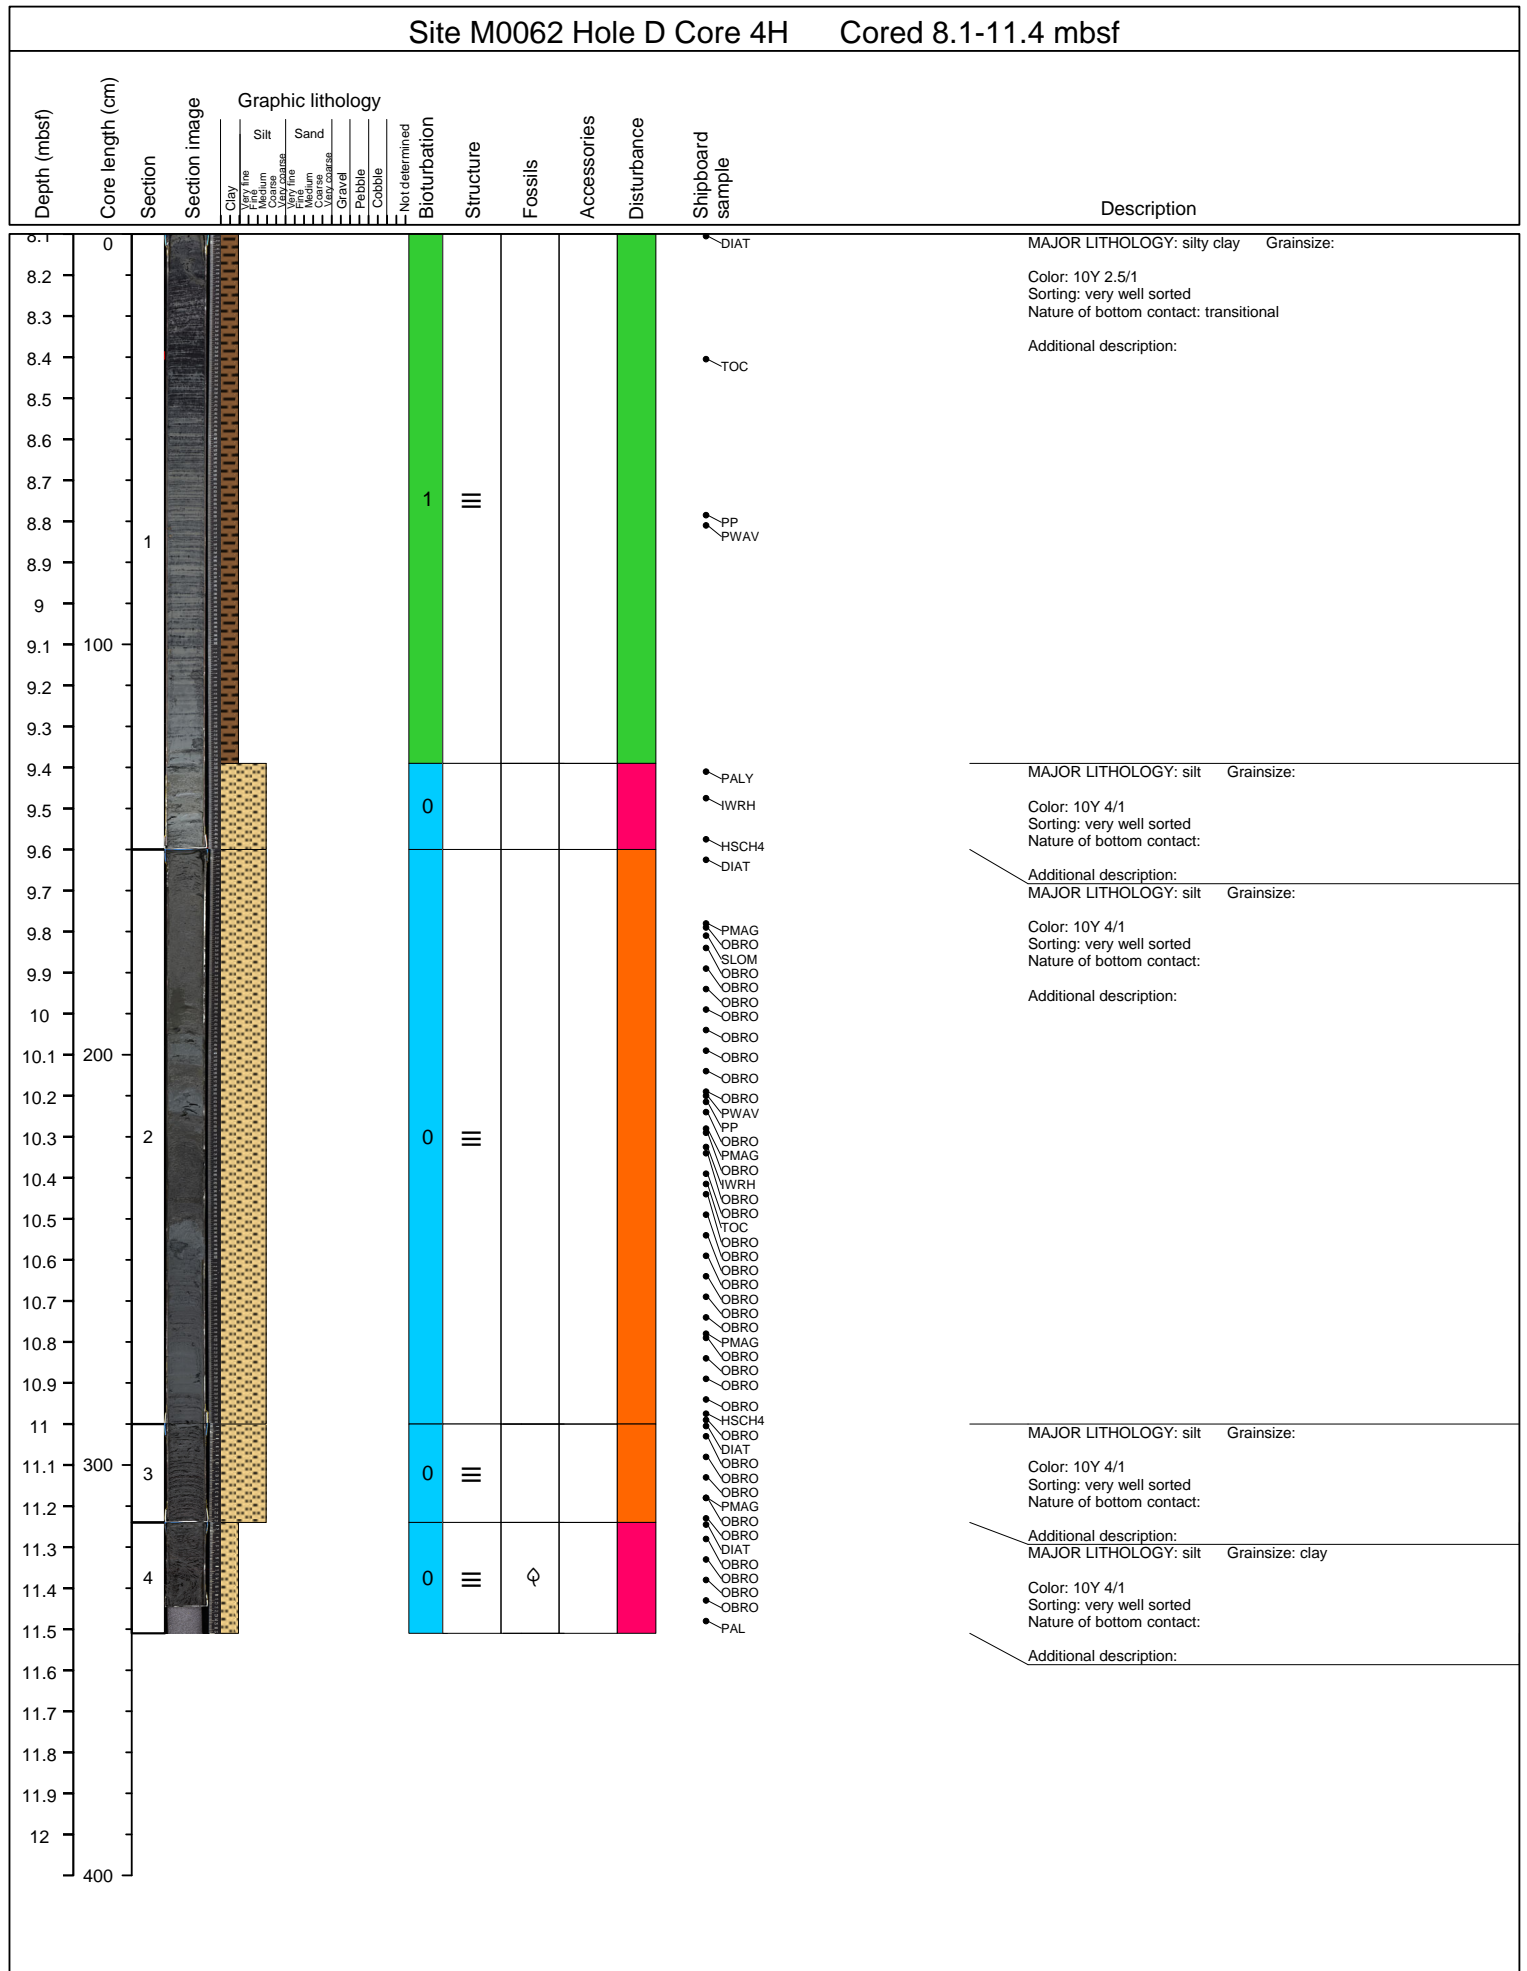 Site M0062 Hole D Core 4H Cored 8.1-11.4 mbsf
Depth (mbsf)
Core length (cm)
Section
Section image
Graphic lithology
Clay
Silt
Very fine
Fine
Medium
Coarse
Very coarse
Sand
Very fine
Fine
Medium
Coarse
Very coarse
Gravel
Pebble
Cobble
Not determined
Bioturbation
Structure
Fossils
Accessories
Disturbance
Shipboard
sample
Description
8.1
8.2
8.3
8.4
8.5
8.6
8.7
8.8
8.9
9
9.1
9.2
9.3
9.4
9.5
9.6
9.7
9.8
9.9
10
10.1
10.2
10.3
10.4
10.5
10.6
10.7
10.8
10.9
11
11.1
11.2
11.3
11.4
11.5
11.6
11.7
11.8
11.9
12
0
100
200
300
400
1
2
3
4
1
0
0
0
0
DIAT
TOC
PP
PWAV
PALY
IWRH
HSCH4
DIAT
PMAG
OBRO
SLOM
OBRO
OBRO
OBRO
OBRO
OBRO
OBRO
OBRO
OBRO
PWAV
PP
OBRO
PMAG
OBRO
IWRH
OBRO
OBRO
TOC
OBRO
OBRO
OBRO
OBRO
OBRO
OBRO
OBRO
PMAG
OBRO
OBRO
OBRO
OBRO
HSCH4
OBRO
DIAT
OBRO
OBRO
OBRO
PMAG
OBRO
OBRO
DIAT
OBRO
OBRO
OBRO
OBRO
PAL
MAJOR LITHOLOGY: silty clay Grainsize:
Color: 10Y 2.5/1
Sorting: very well sorted
Nature of bottom contact: transitional
Additional description:
MAJOR LITHOLOGY: silt Grainsize:
Color: 10Y 4/1
Sorting: very well sorted
Nature of bottom contact:
Additional description:
MAJOR LITHOLOGY: silt Grainsize:
Color: 10Y 4/1
Sorting: very well sorted
Nature of bottom contact:
Additional description:
MAJOR LITHOLOGY: silt Grainsize:
Color: 10Y 4/1
Sorting: very well sorted
Nature of bottom contact:
Additional description:
MAJOR LITHOLOGY: silt Grainsize: clay
Color: 10Y 4/1
Sorting: very well sorted
Nature of bottom contact:
Additional description: